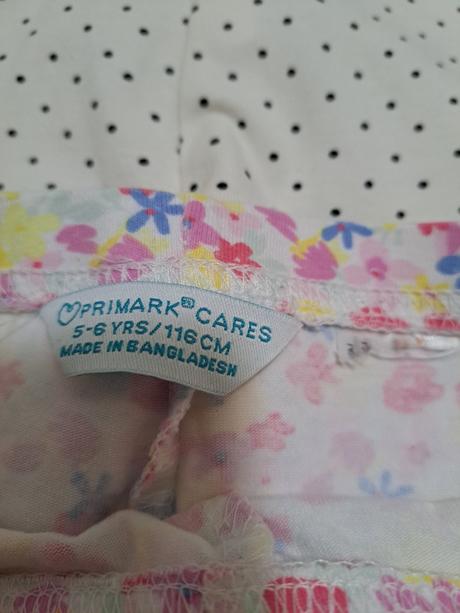 PRIMARK® CARES
5-6 YRS/116CM
MADE IN BANGLADESH